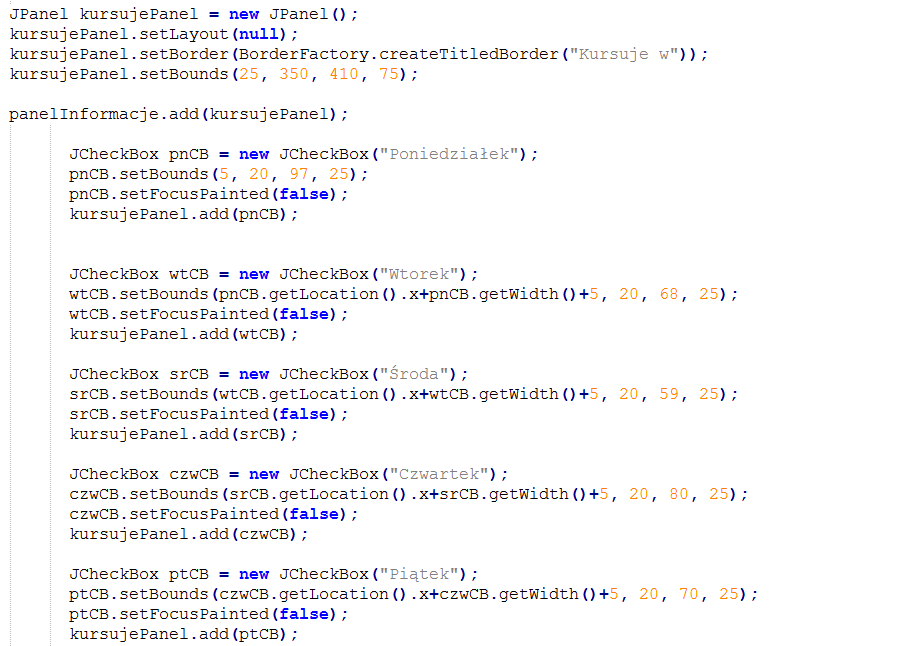 JPanel kursujePanel = new JPanel();
kursujePanel.setLayout(null);
kursujePanel.setBorder(BorderFactory.createTitledBorder("Kursuje w"));
kursujePanel.setBounds(25, 350, 410, 75);
panelInformacje.add(kursujePanel);
JCheckBox pnCB = new JCheckBox("Poniedziałek");
pnCB.setBounds(5, 20, 97, 25);
pnCB.setFocusPainted(false);
kursujePanel.add(pnCB);
JCheckBox wtCB = new JCheckBox("Wtorek");
wtCB.setBounds(pnCB.getLocation().x+pnCB.getWidth()+5, 20, 68, 25);
wtCB.setFocusPainted(false);
kursujePanel.add(wtCB);
JCheckBox srCB = new JCheckBox("Środa");
srCB.setBounds(wtCB.getLocation().x+wtCB.getWidth()+5, 20, 59, 25);
srCB.setFocusPainted(false);
kursujePanel.add(srCB);
JCheckBox czwCB = new JCheckBox("Czwartek");
czwCB.setBounds(srCB.getLocation().x+srCB.getWidth()+5, 20, 80, 25);
czwCB.setFocusPainted(false);
kursujePanel.add(czwCB);
JCheckBox ptCB = new JCheckBox("Piątek");
ptCB.setBounds(czwCB.getLocation().x+czwCB.getWidth()+5, 20, 70, 25);
ptCB.setFocusPainted(false);
kursujePanel.add(ptCB);